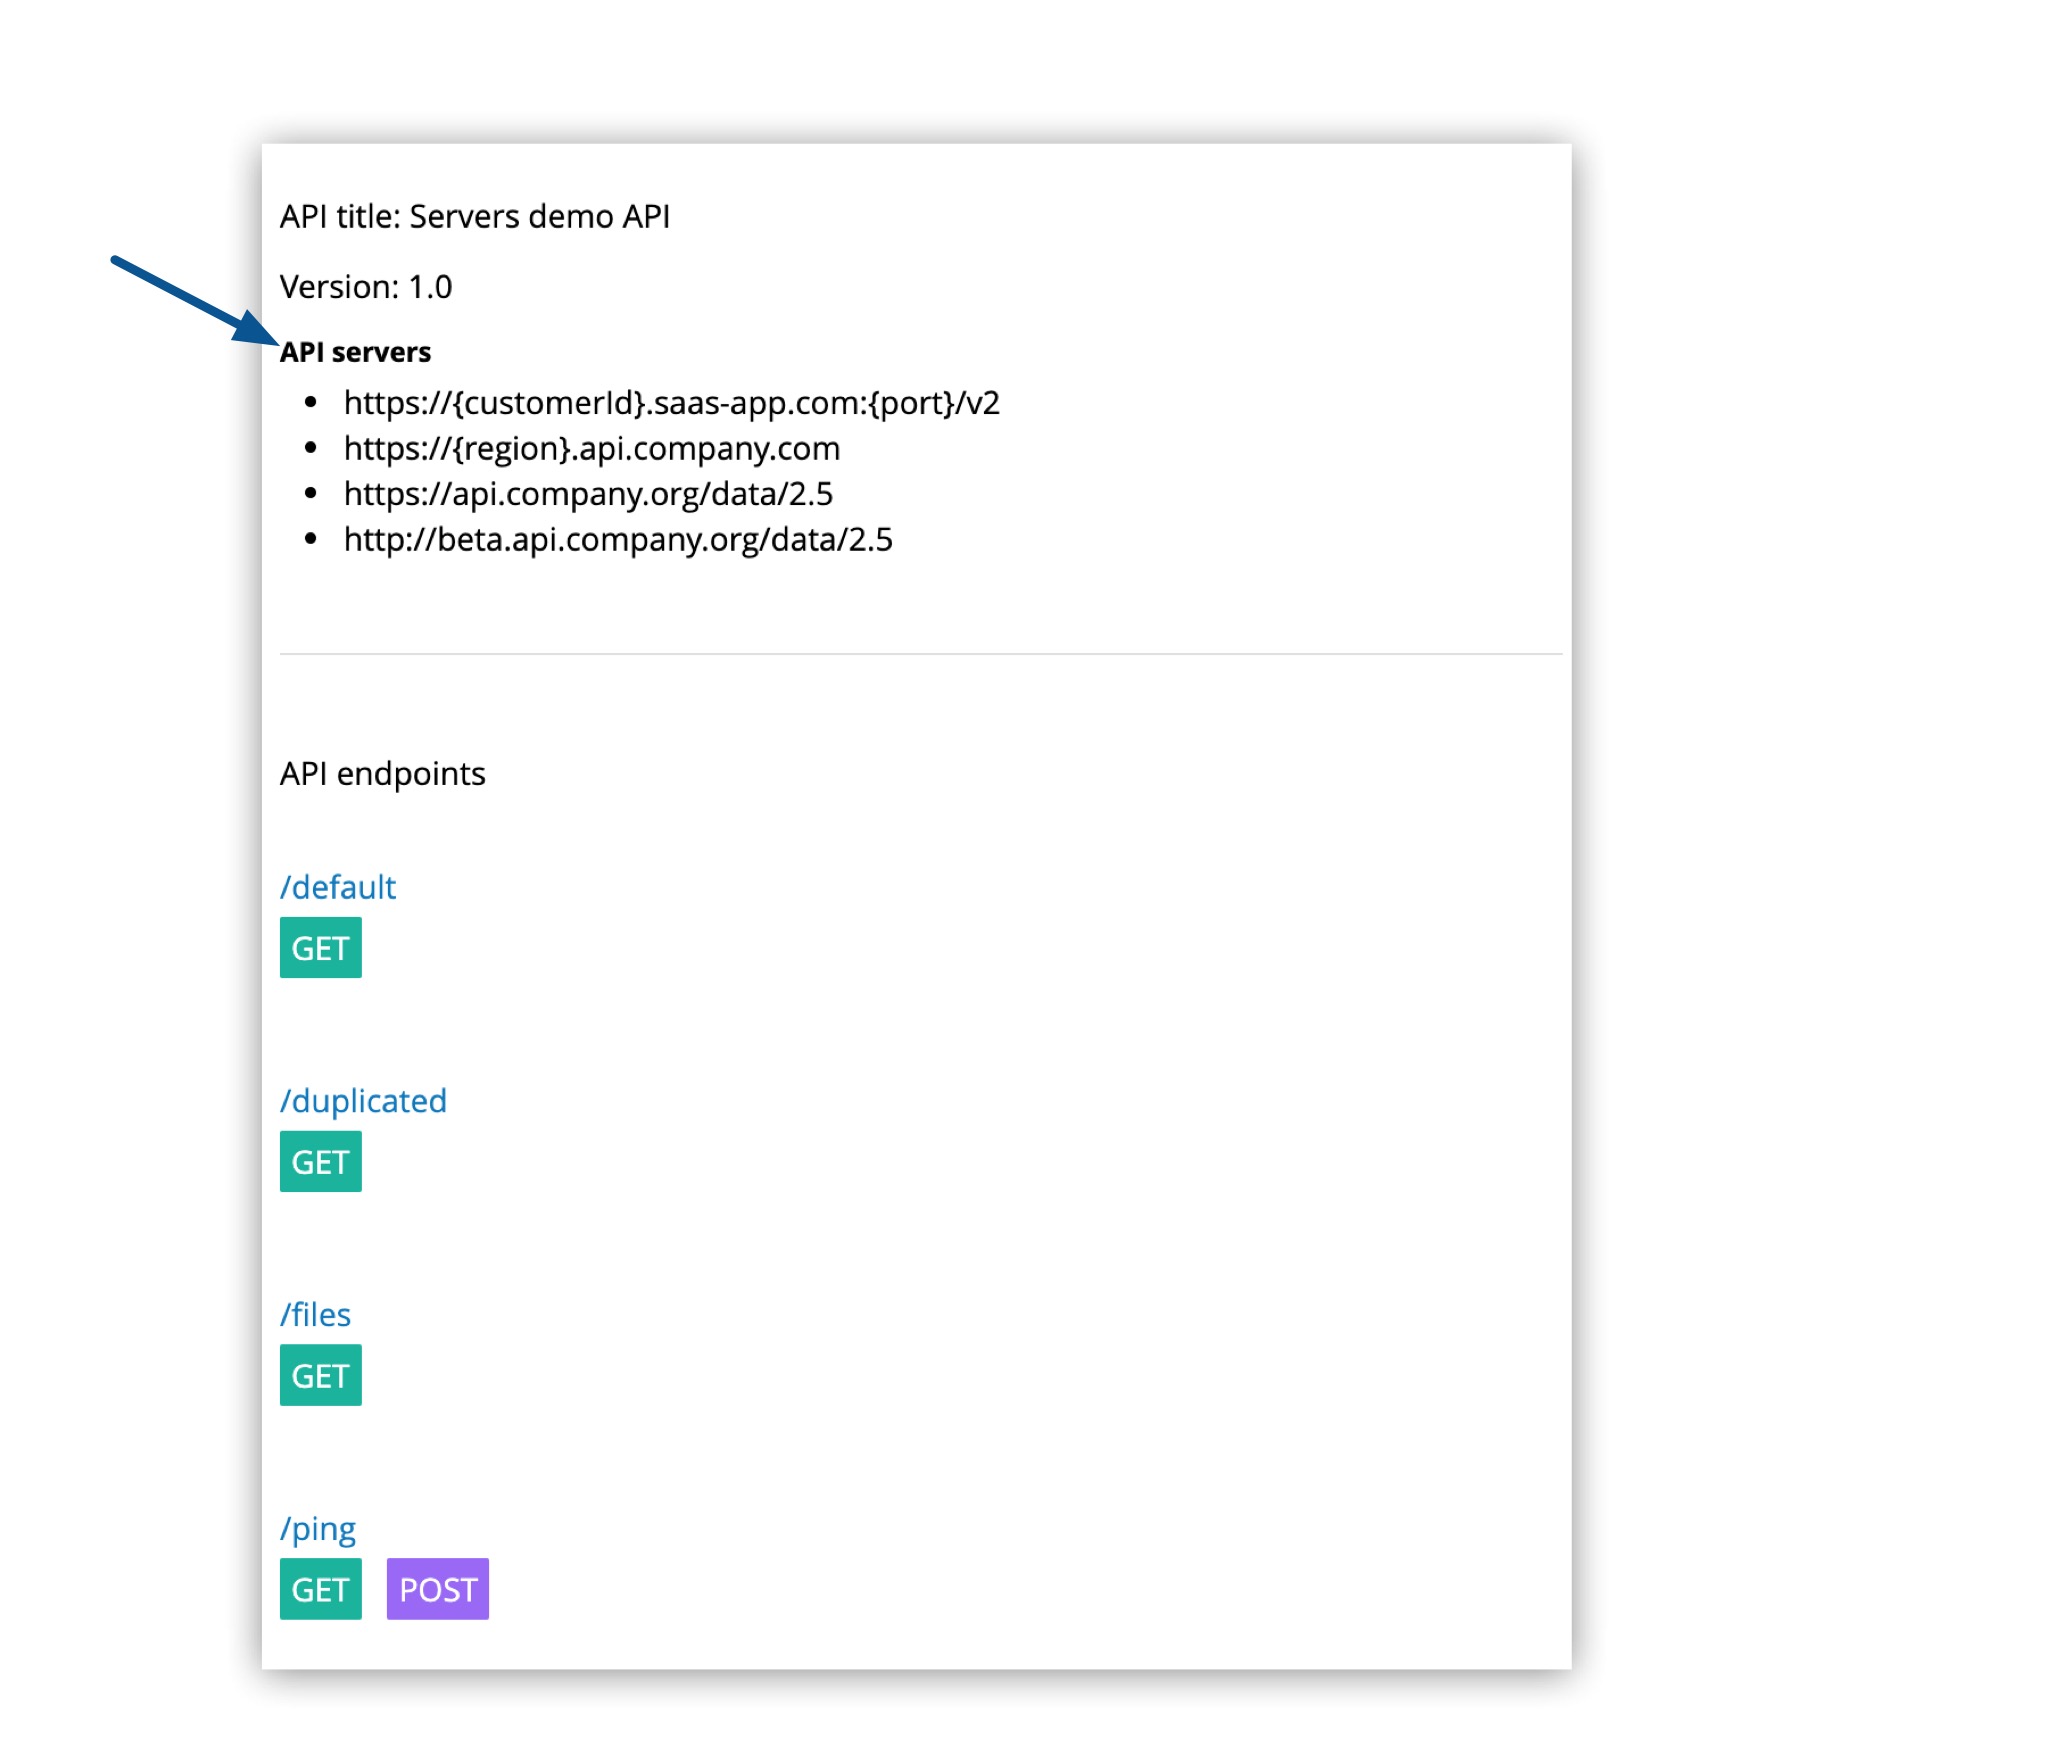 API title: Servers demo API
Version: 1.0
API servers
https://{customerId}.saas-app.com:{port}/v2
https://{region}.api.company.com
https://api.company.org/data/2.5
http://beta.api.company.org/data/2.5
API endpoints
/default
GET
/duplicated
GET
/files
GET
/ping
GET POST